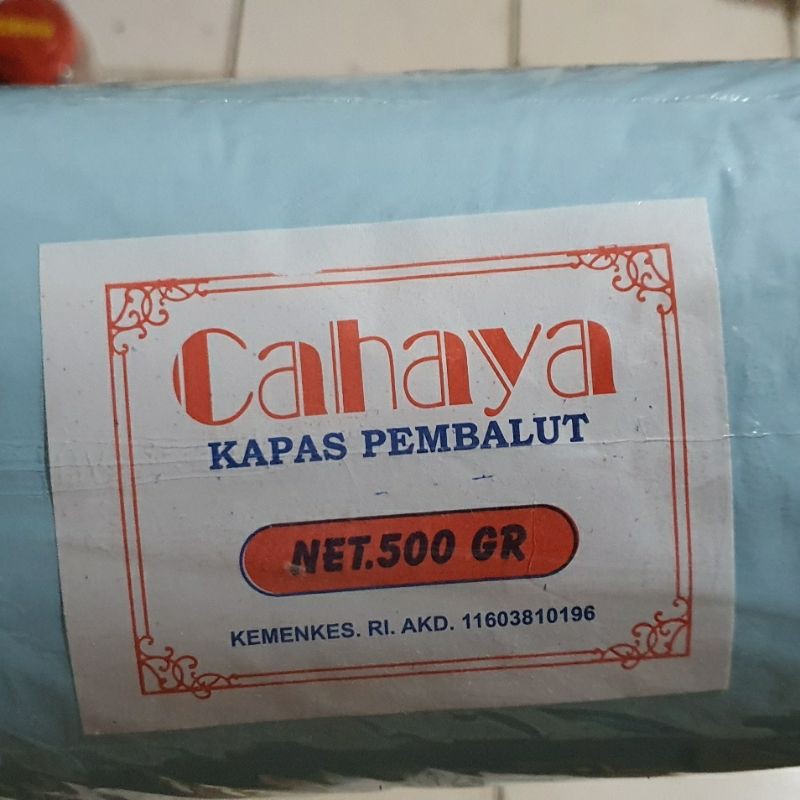 Cahaya
KAPAS PEMBALUT
NET.500 GR
KEMENKES. RI. AKD. 11603810196